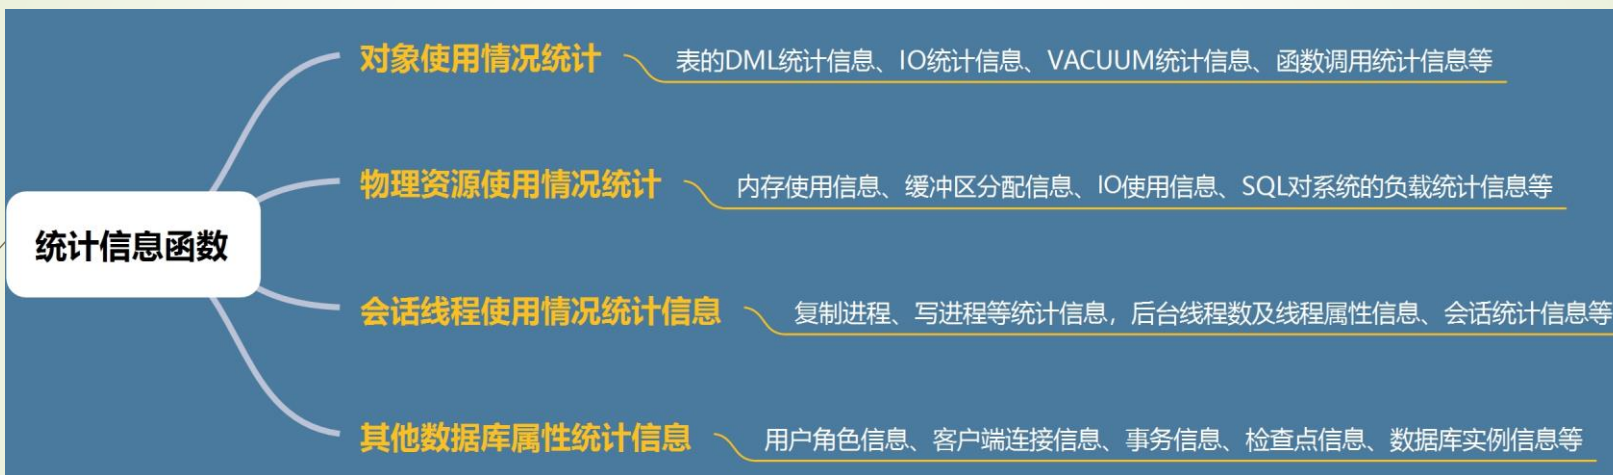 对象使用情况统计
表的DML统计信息、IO统计信息、VACUUM统计信息、函数调用统计信息等
物理资源使用情况统计
内存使用信息、缓冲区分配信息、IO使用信息、SQL对系统的负载统计信息等
统计信息函数
会话线程使用情况统计信息
复制进程、写进程等统计信息，后台线程数及线程属性信息、会话统计信息等
其他数据库属性统计信息
用户角色信息、客户端连接信息、事务信息、检查点信息、数据库实例信息等